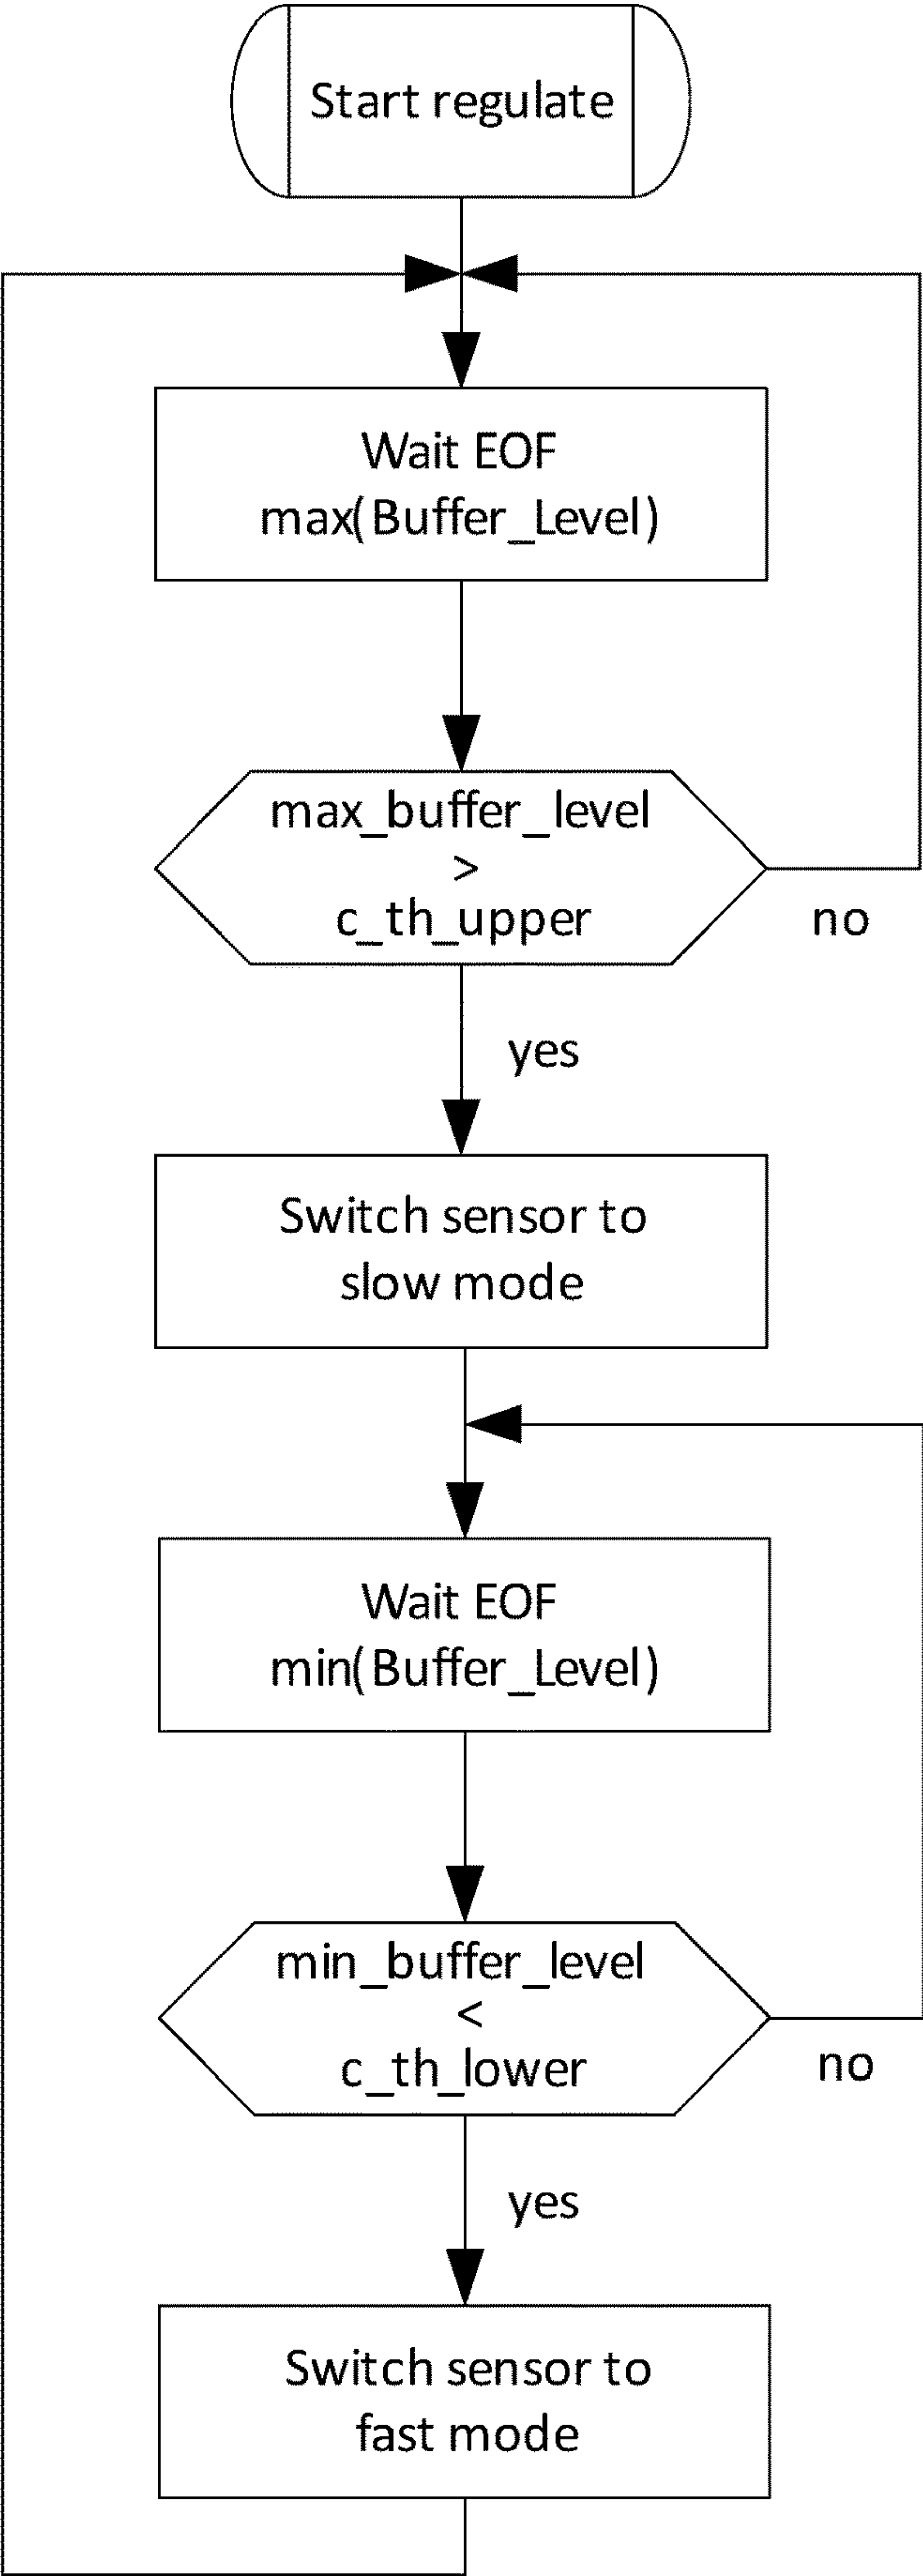 Start regulate
Wait EOF
max(Buffer_Level)
max_buffer_level
>
c_th_upper
no
yes
Switch sensor to
slow mode
Wait EOF
min(Buffer_Level)
min_buffer_level
<
c_th_lower
no
yes
Switch sensor to
fast mode